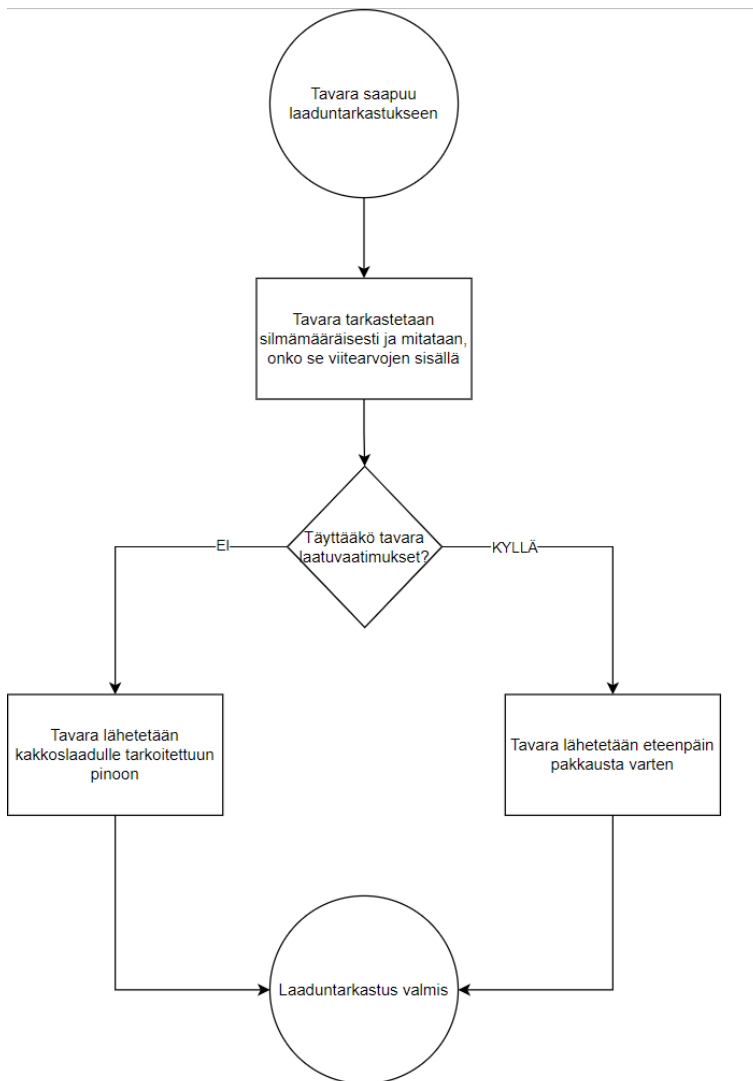 Tavara saapuu
laaduntarkastukseen
Tavara tarkastetaan
silmämääräisesti ja mitataan,
onko se viitearvojen sisällä
Täyttääkö tavara
laatuvaatimukset?
EI
KYLLÄ
Tavara lähetetään
kakkoslaadulle tarkoitettuun
pinoon
Tavara lähetetään eteenpäin
pakkausta varten
Laaduntarkastus valmis